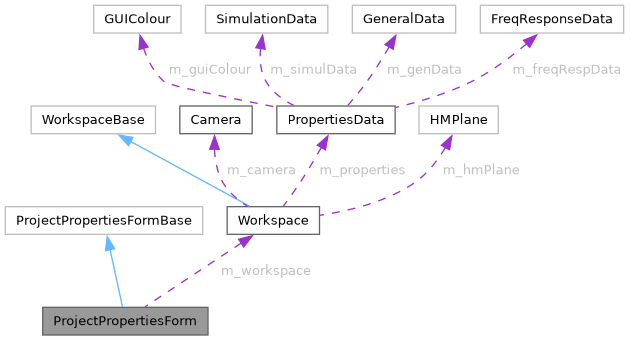 GUIColour SimulationData GeneralData FreqResponseData
m_guiColour m_simulData m_genData m_freqRespData
WorkspaceBase Camera PropertiesData HMPlane
m_camera m_properties m_hmPlane
ProjectPropertiesFormBase Workspace
m_workspace
ProjectPropertiesForm